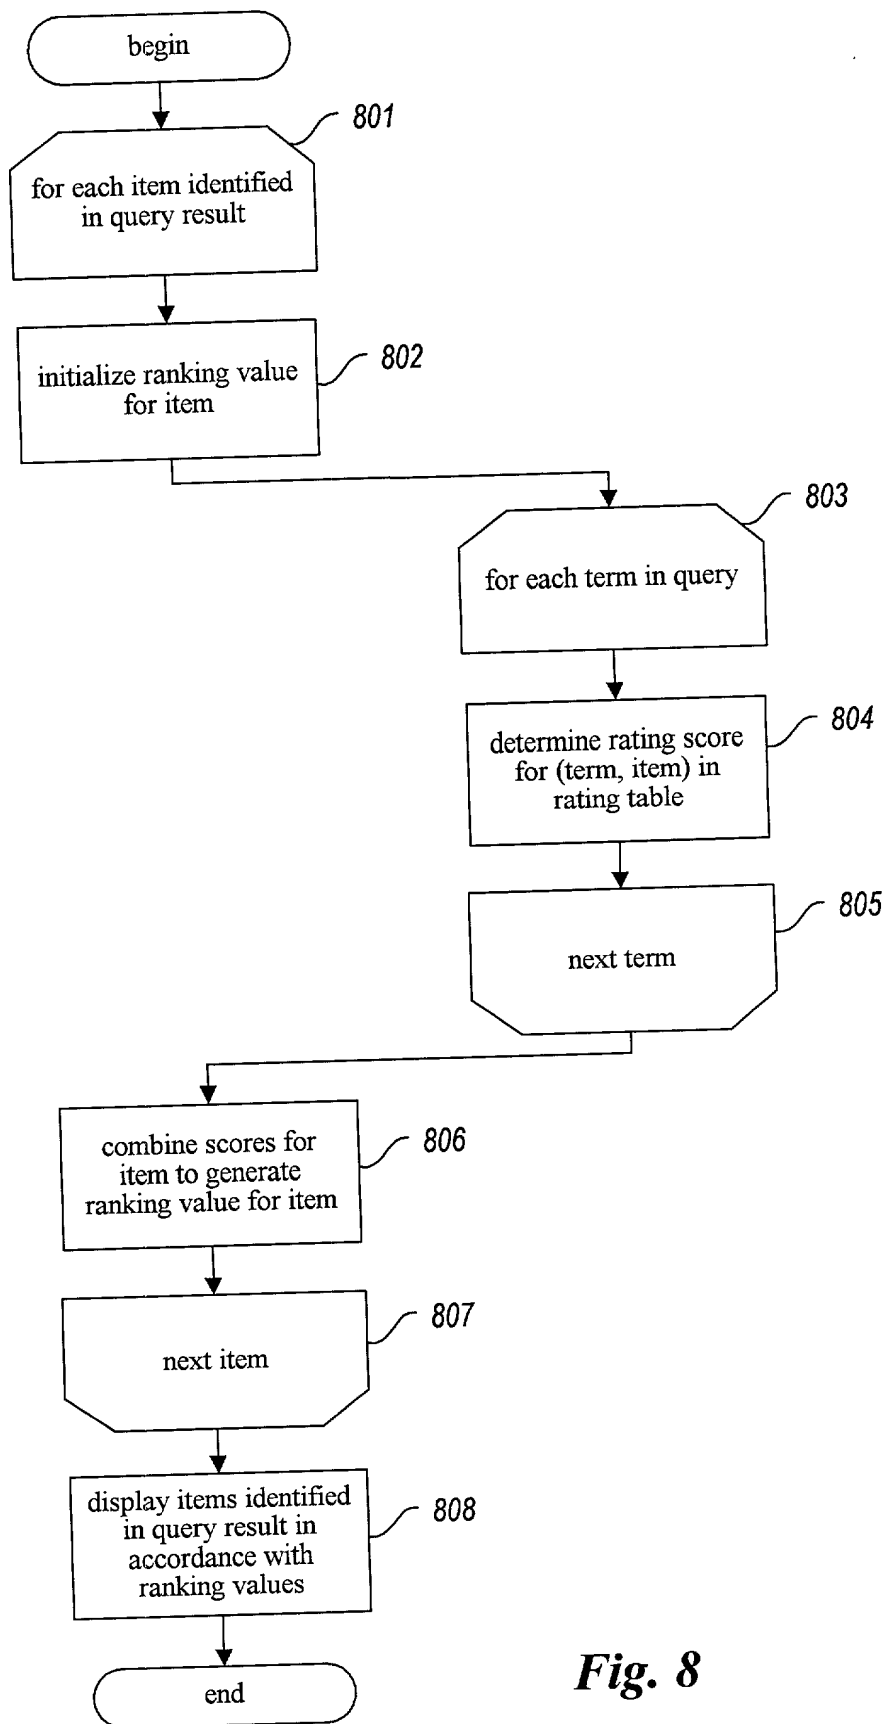 begin
801
for each item identified
in query result
802
initialize ranking value
for item
803
for each term in query
804
determine rating score
for (term, item) in
rating table
805
next term
806
combine scores for
item to generate
ranking value for item
807
next item
808
display items identified
in query result in
accordance with
ranking values
end
Fig. 8